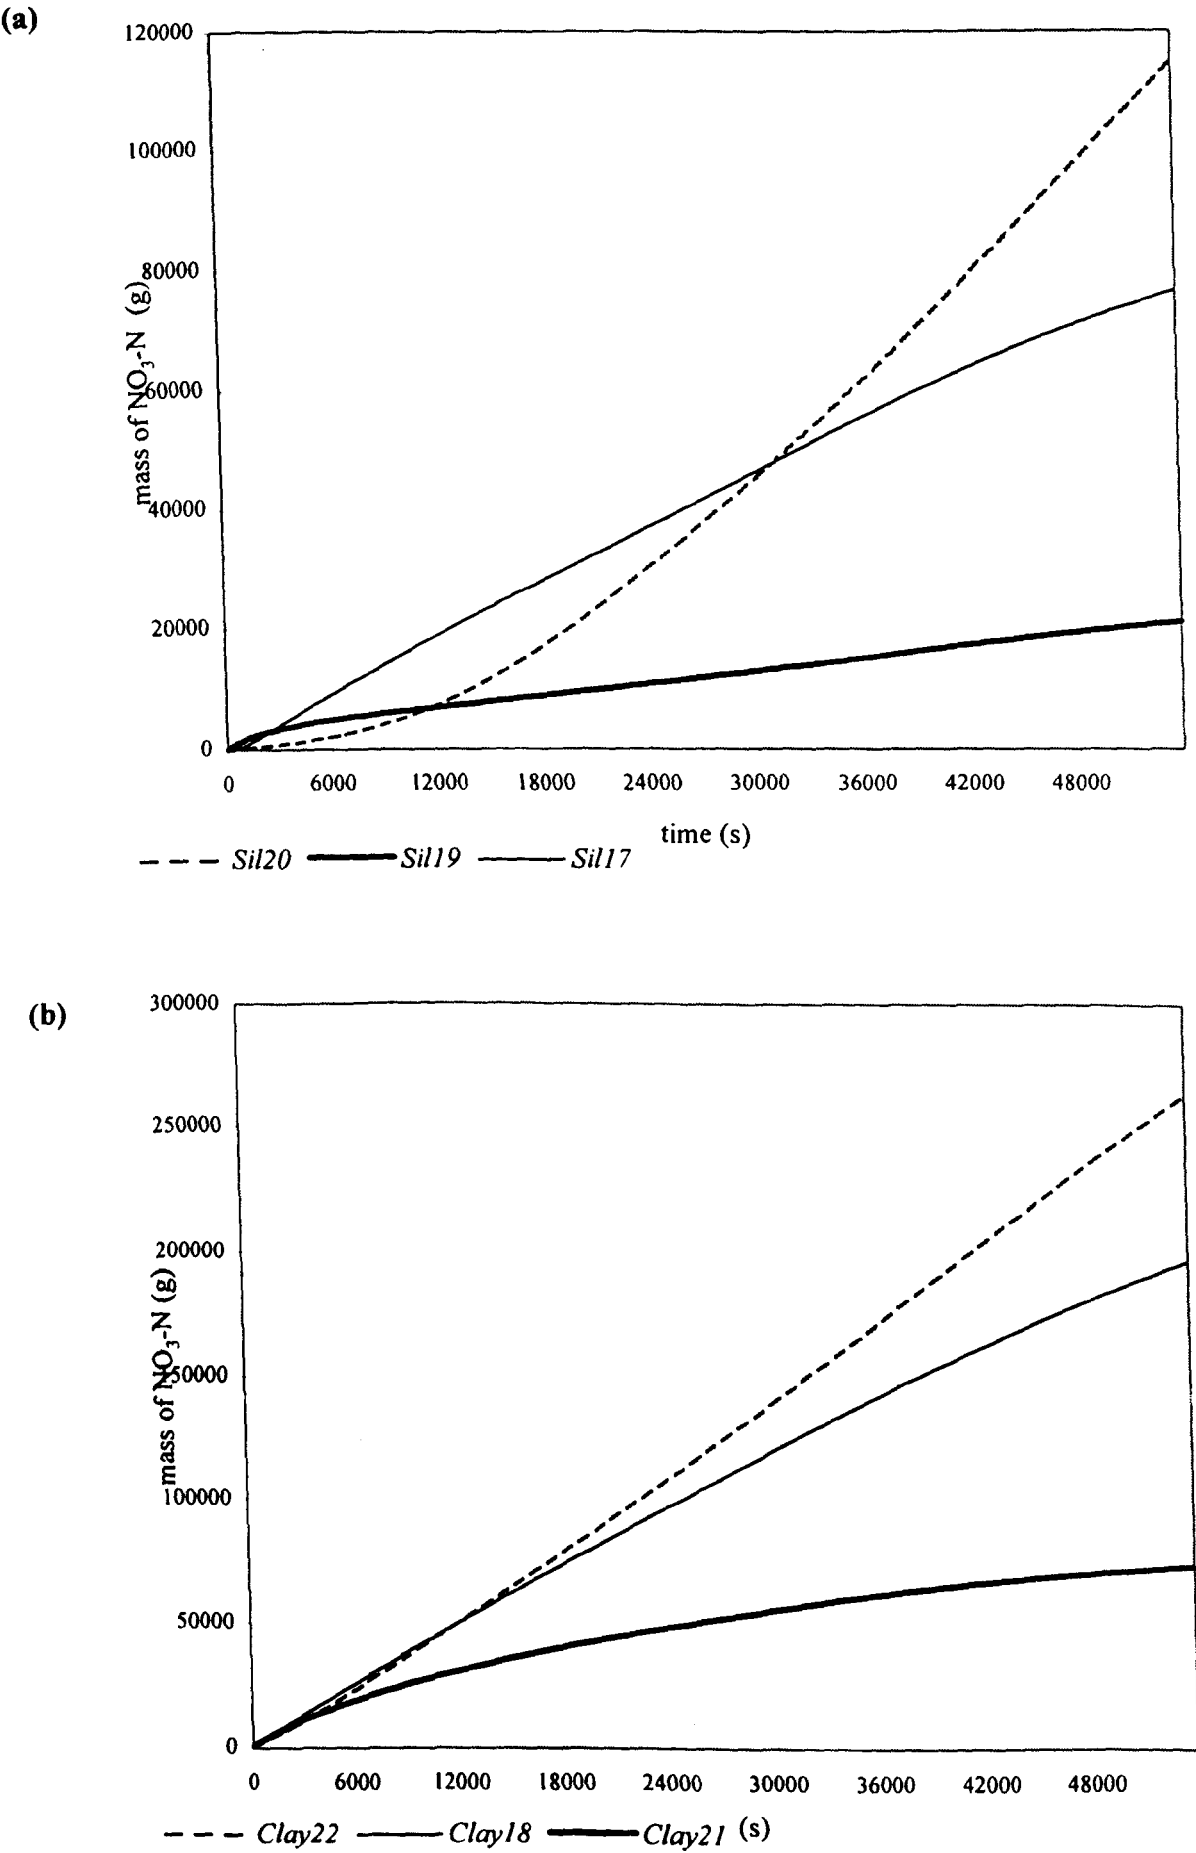 (a)
120000
100000
80000
60000
40000
20000
0
mass of NO3-N (g)
0 6000 12000 18000 24000 30000 36000 42000 48000
time (s)
Sil20 Sil19 Sil17
(b)
300000
250000
200000
150000
100000
50000
0
mass of NO3-N (g)
0 6000 12000 18000 24000 30000 36000 42000 48000
Clay22 Clay18 Clay21 (s)